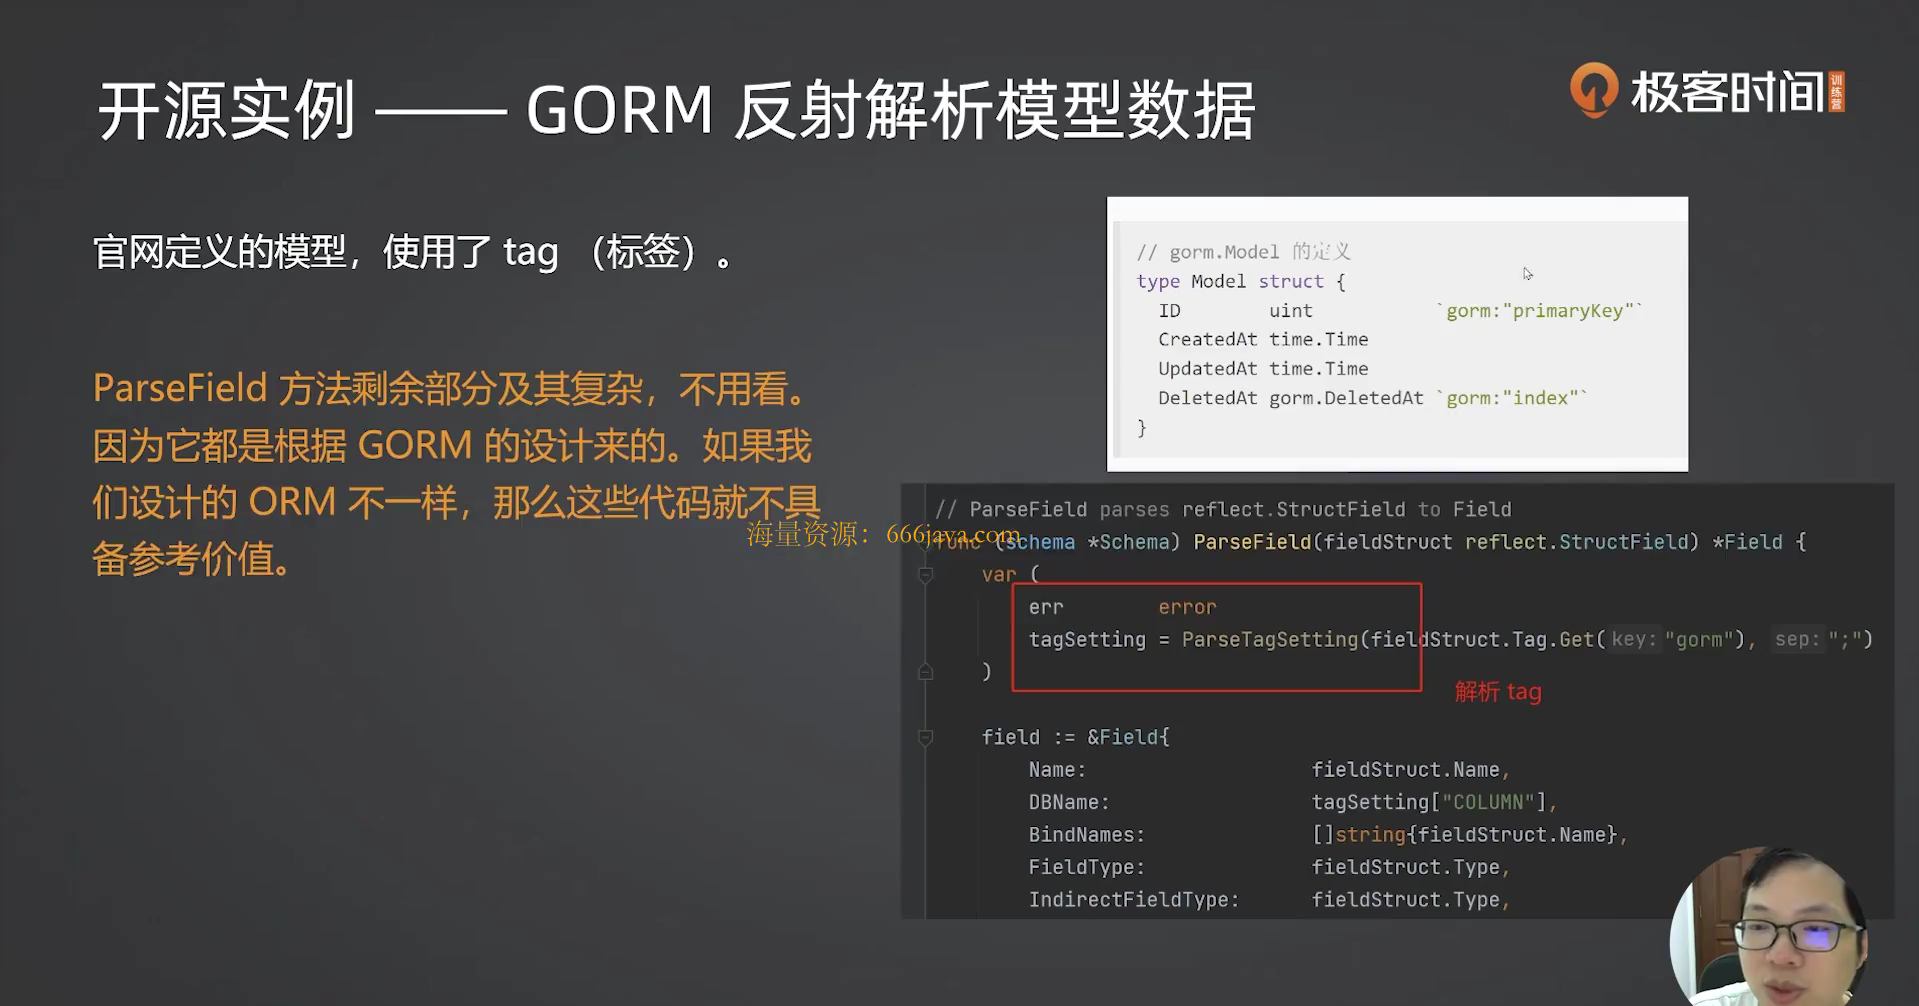 开源实例 —— GORM 反射解析模型数据
极客时间
训练营
官网定义的模型，使用了 tag （标签）。
ParseField 方法剩余部分及其复杂，不用看。
因为它都是根据 GORM 的设计来的。如果我
们设计的 ORM 不一样，那么这些代码就不具
备参考价值。
海量资源：666java.com
// gorm.Model 的定义
type Model struct {
  ID        uint           `gorm:"primaryKey"`
  CreatedAt time.Time
  UpdatedAt time.Time
  DeletedAt gorm.DeletedAt `gorm:"index"`
}
// ParseField parses reflect.StructField to Field
func (schema *Schema) ParseField(fieldStruct reflect.StructField) *Field {
    var (
        err        error
        tagSetting = ParseTagSetting(fieldStruct.Tag.Get( key: "gorm"), sep: ";")
    )
解析 tag
    field := &Field{
        Name:                   fieldStruct.Name,
        DBName:                 tagSetting["COLUMN"],
        BindNames:              []string{fieldStruct.Name},
        FieldType:              fieldStruct.Type,
        IndirectFieldType:      fieldStruct.Type,